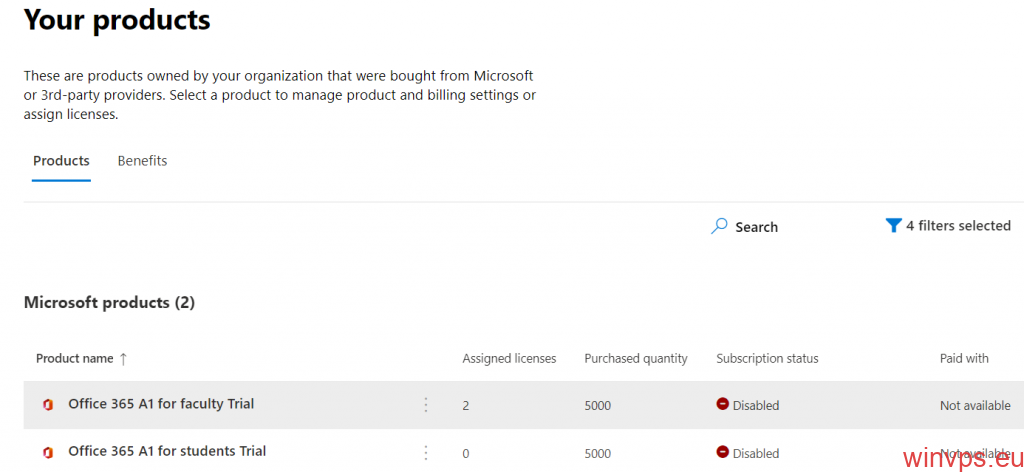 Your products
These are products owned by your organization that were bought from Microsoft
or 3rd-party providers. Select a product to manage product and billing settings or
assign licenses.
Products Benefits
Search 4 filters selected
Microsoft products (2)
Product name ↑ Assigned licenses Purchased quantity Subscription status Paid with
Office 365 A1 for faculty Trial 2 5000 Disabled Not available
Office 365 A1 for students Trial 0 5000 Disabled Not available
winvps.eu